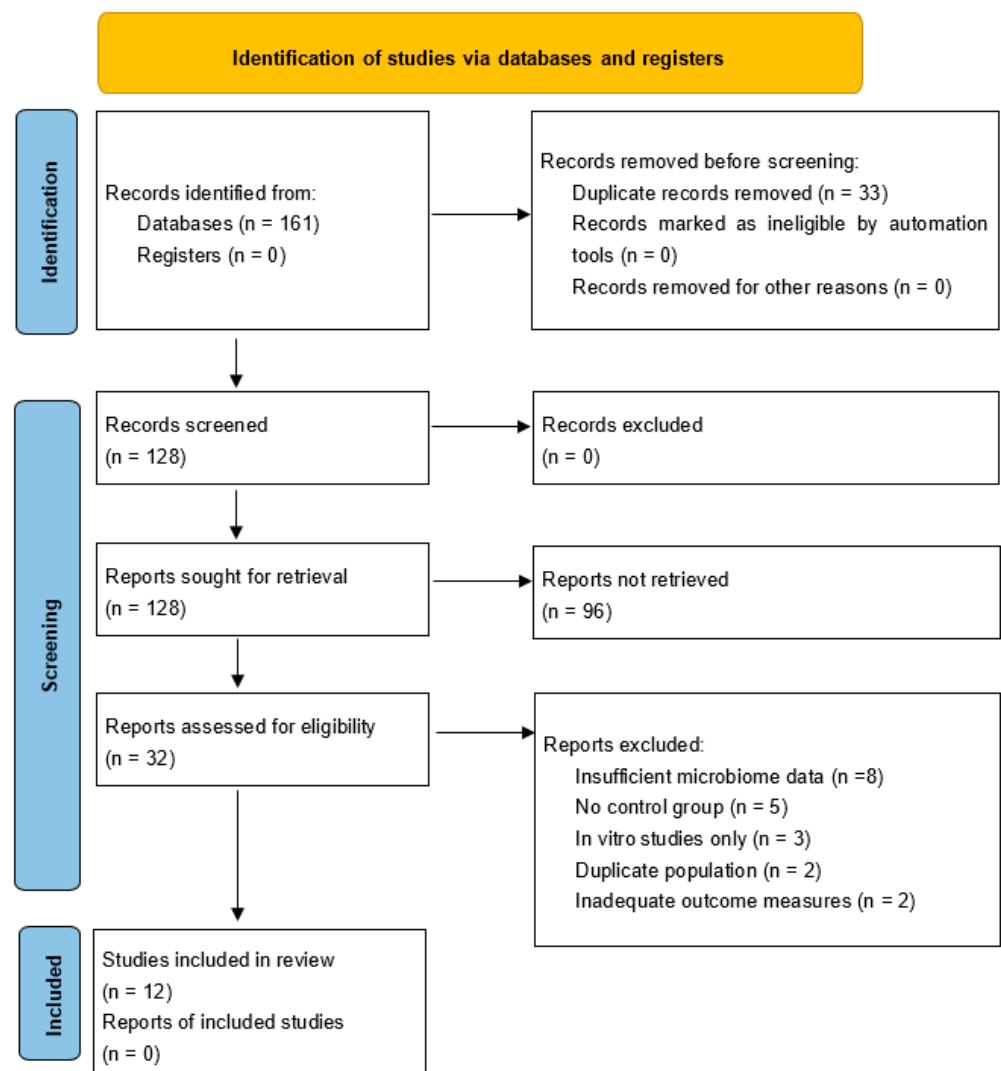 Identification of studies via databases and registers
Identification
Records identified from:
Databases (n = 161)
Registers (n = 0)
Records removed before screening:
Duplicate records removed (n = 33)
Records marked as ineligible by automation
tools (n = 0)
Records removed for other reasons (n = 0)
Screening
Records screened
(n = 128)
Records excluded
(n = 0)
Reports sought for retrieval
(n = 128)
Reports not retrieved
(n = 96)
Reports assessed for eligibility
(n = 32)
Reports excluded:
Insufficient microbiome data (n =8)
No control group (n = 5)
In vitro studies only (n = 3)
Duplicate population (n = 2)
Inadequate outcome measures (n = 2)
Included
Studies included in review
(n = 12)
Reports of included studies
(n = 0)